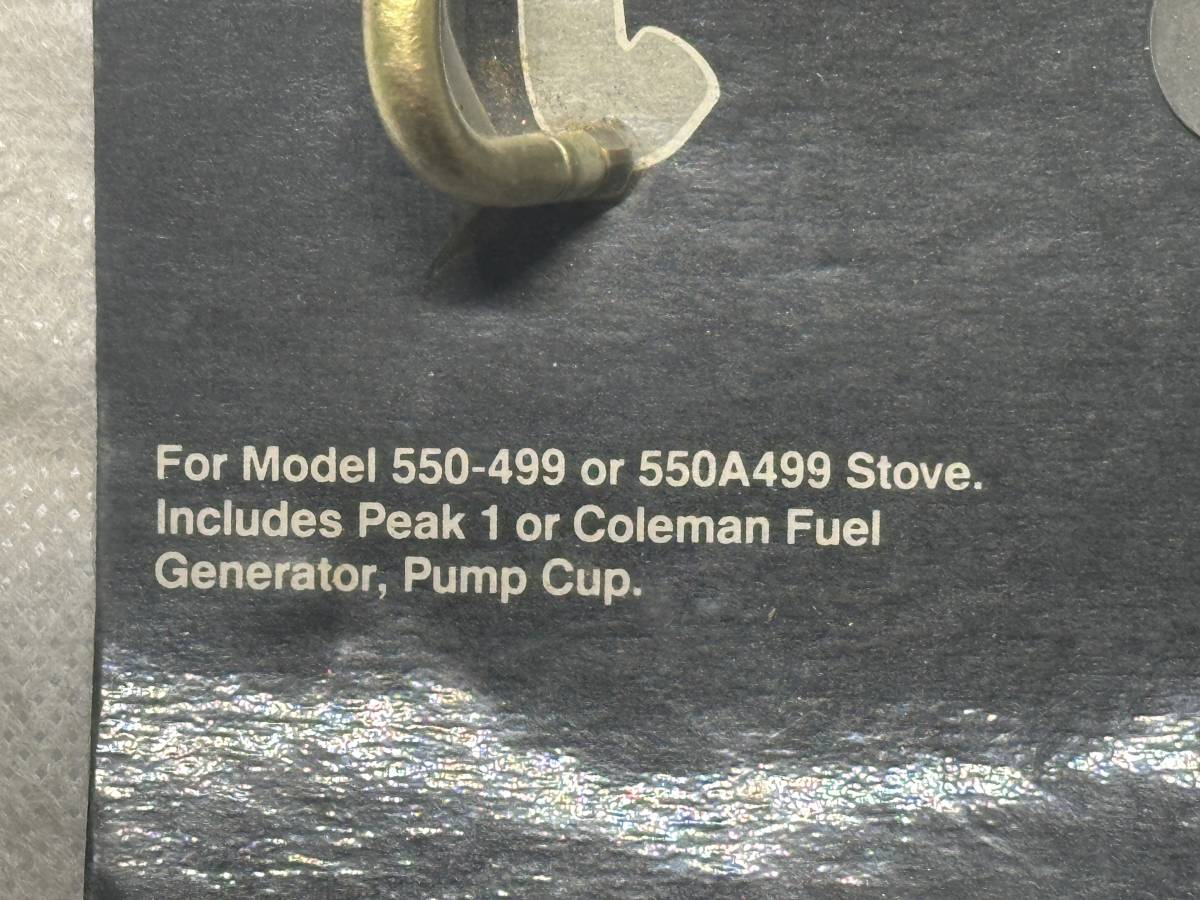 For Model 550-499 or 550A499 Stove.
Includes Peak 1 or Coleman Fuel
Generator, Pump Cup.